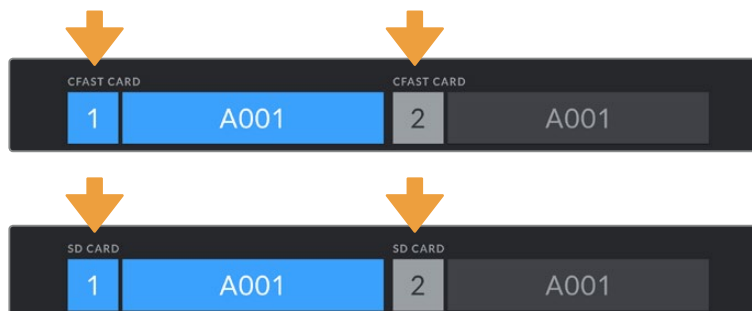 CFAST CARD CFAST CARD
1 A001 2 A001
SD CARD SD CARD
1 A001 2 A001